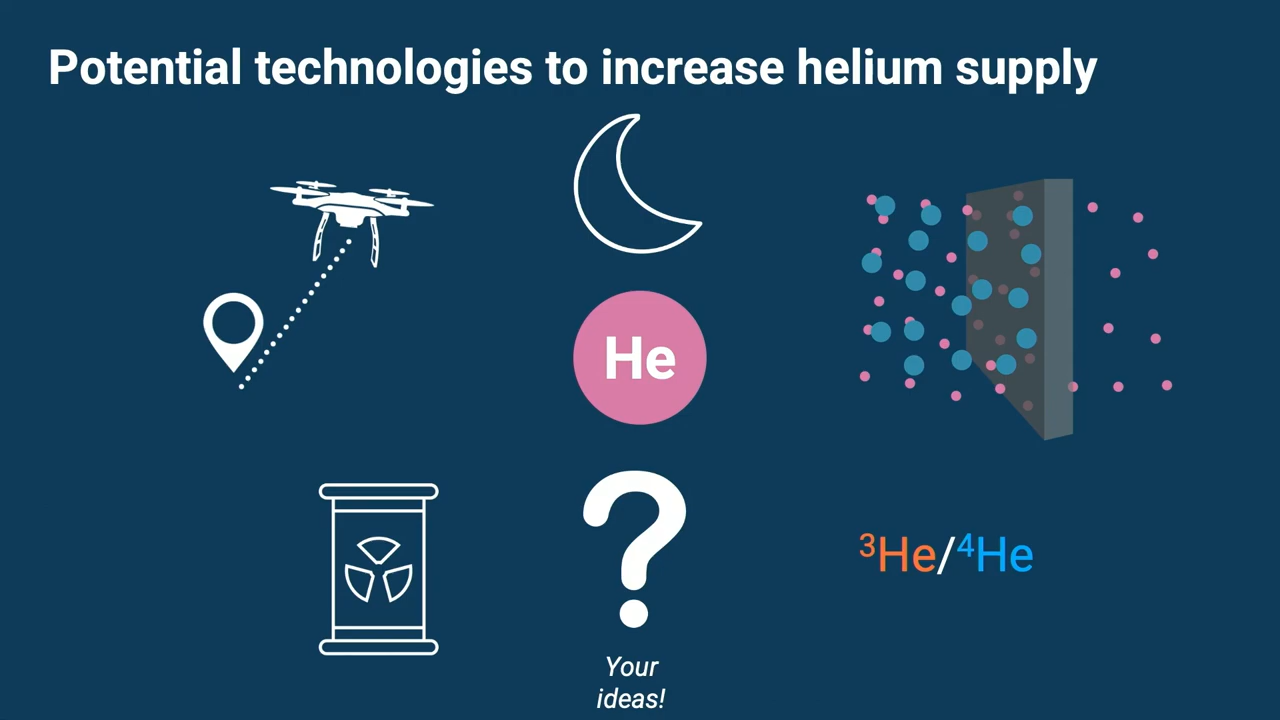 Potential technologies to increase helium supply
He
³He/⁴He
Your
ideas!